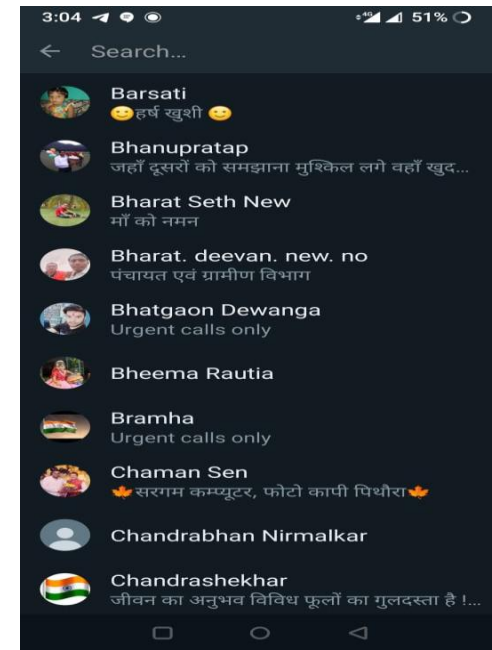 3:04 4G 51%
Search...
Barsati
😊हर्ष खुशी 😊
Bhanupratap
जहाँ दूसरों को समझाना मुश्किल लगे वहाँ खुद...
Bharat Seth New
माँ को नमन
Bharat. deevan. new. no
पंचायत एवं ग्रामीण विभाग
Bhatgaon Dewanga
Urgent calls only
Bheema Rautia
Bramha
Urgent calls only
Chaman Sen
🍁सरगम कम्प्यूटर, फोटो कापी पिथौरा🍁
Chandrabhan Nirmalkar
Chandrashekhar
जीवन का अनुभव विविध फूलों का गुलदस्ता है !...